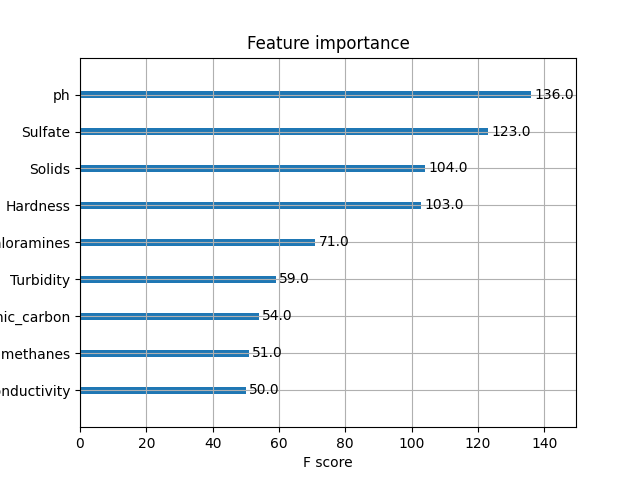 Feature importance
ph 136.0
Sulfate 123.0
Solids 104.0
Hardness 103.0
loramines 71.0
Turbidity 59.0
nic_carbon 54.0
methanes 51.0
onductivity 50.0
0 20 40 60 80 100 120 140
F score